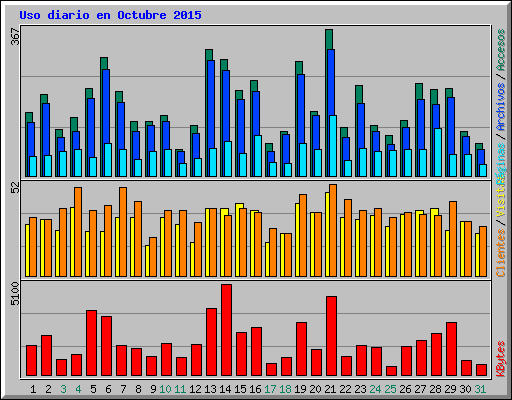 Uso diario en Octubre 2015
367
52
5100
Accesos / Archivos / Páginas
Visitas / Clientes
KBytes
1 2 3 4 5 6 7 8 9 10 11 12 13 14 15 16 17 18 19 20 21 22 23 24 25 26 27 28 29 30 31